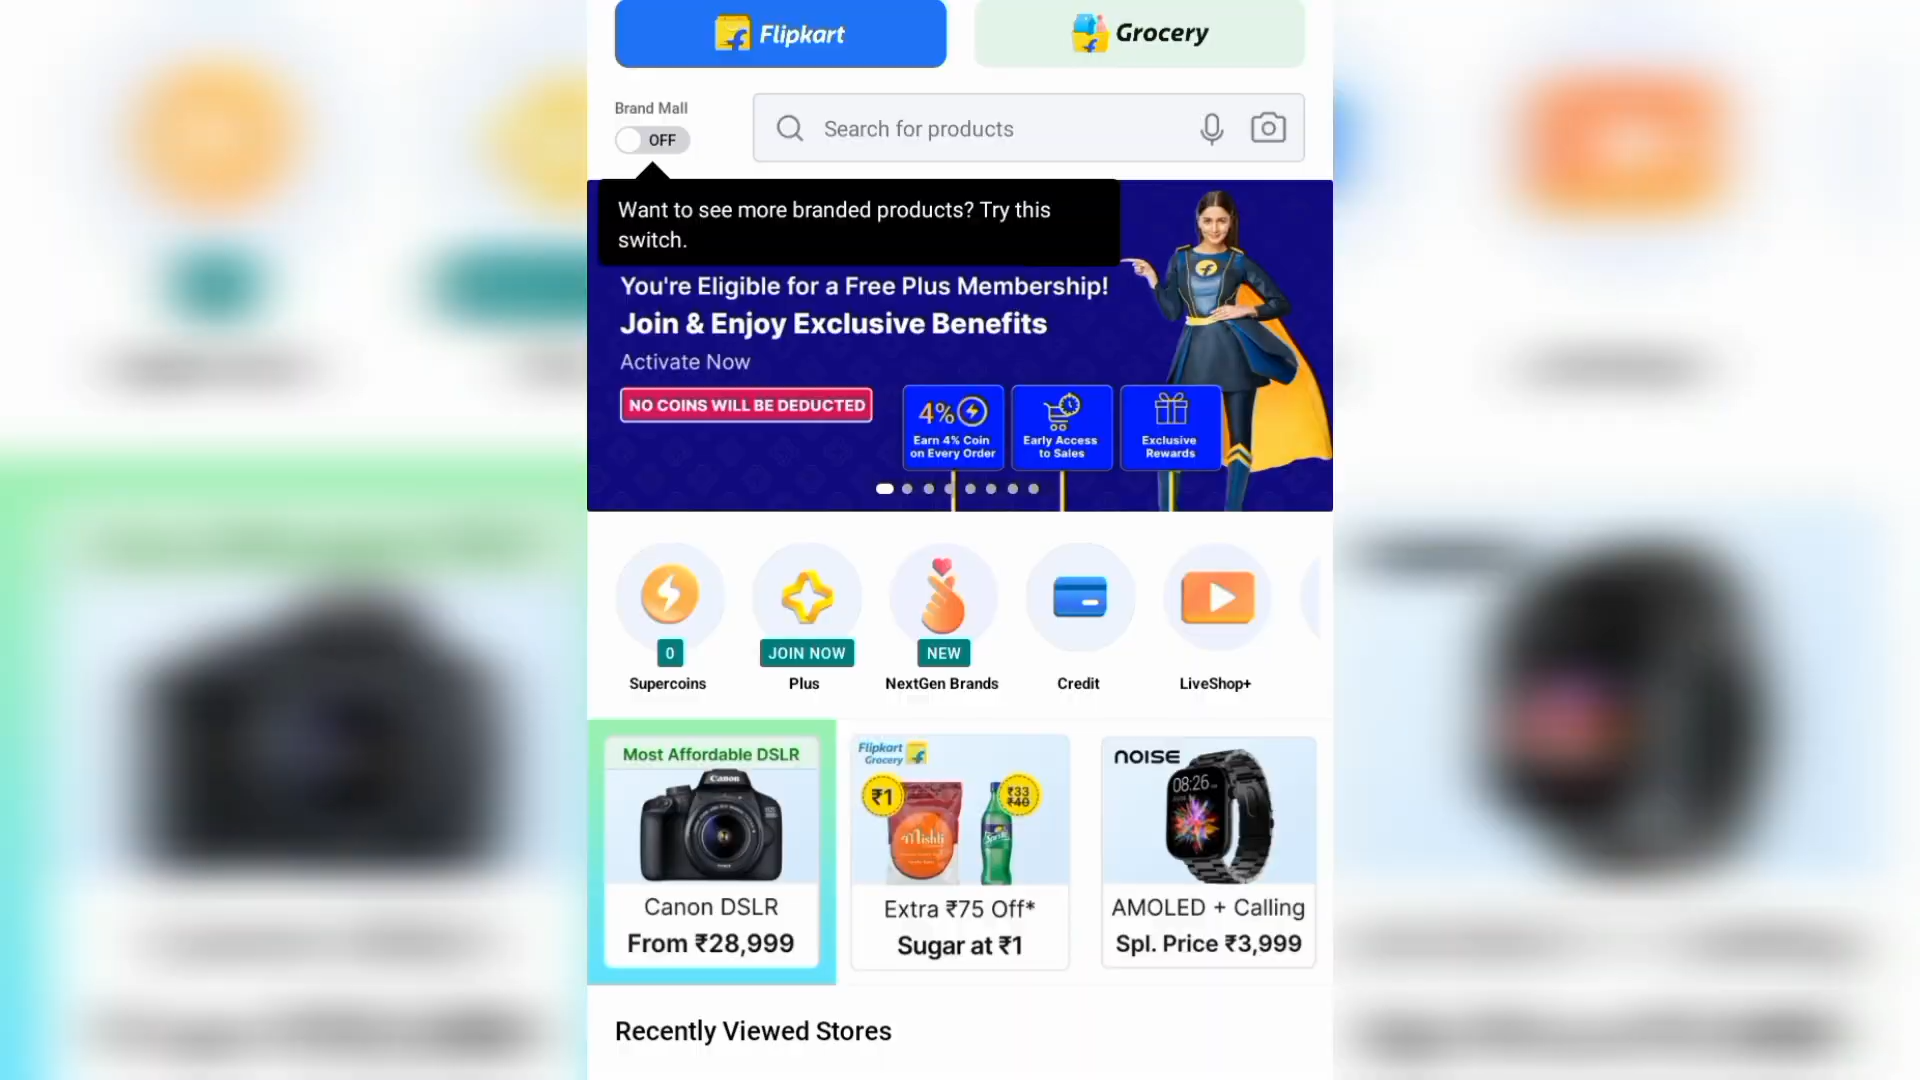 Flipkart
Grocery
Brand Mall
OFF
Search for products
Want to see more branded products? Try this
switch.
You're Eligible for a Free Plus Membership!
Join & Enjoy Exclusive Benefits
Activate Now
NO COINS WILL BE DEDUCTED
4%
Earn 4% Coin
on Every Order
Early Access
to Sales
Exclusive
Rewards
0
JOIN NOW
NEW
Supercoins
Plus
NextGen Brands
Credit
LiveShop+
Most Affordable DSLR
Canon
Canon DSLR
From ₹28,999
Flipkart
Grocery
₹1
₹33
₹40
Mishti
Sprite
Extra ₹75 Off*
Sugar at ₹1
NOISE
08:26
AMOLED + Calling
Spl. Price ₹3,999
Recently Viewed Stores